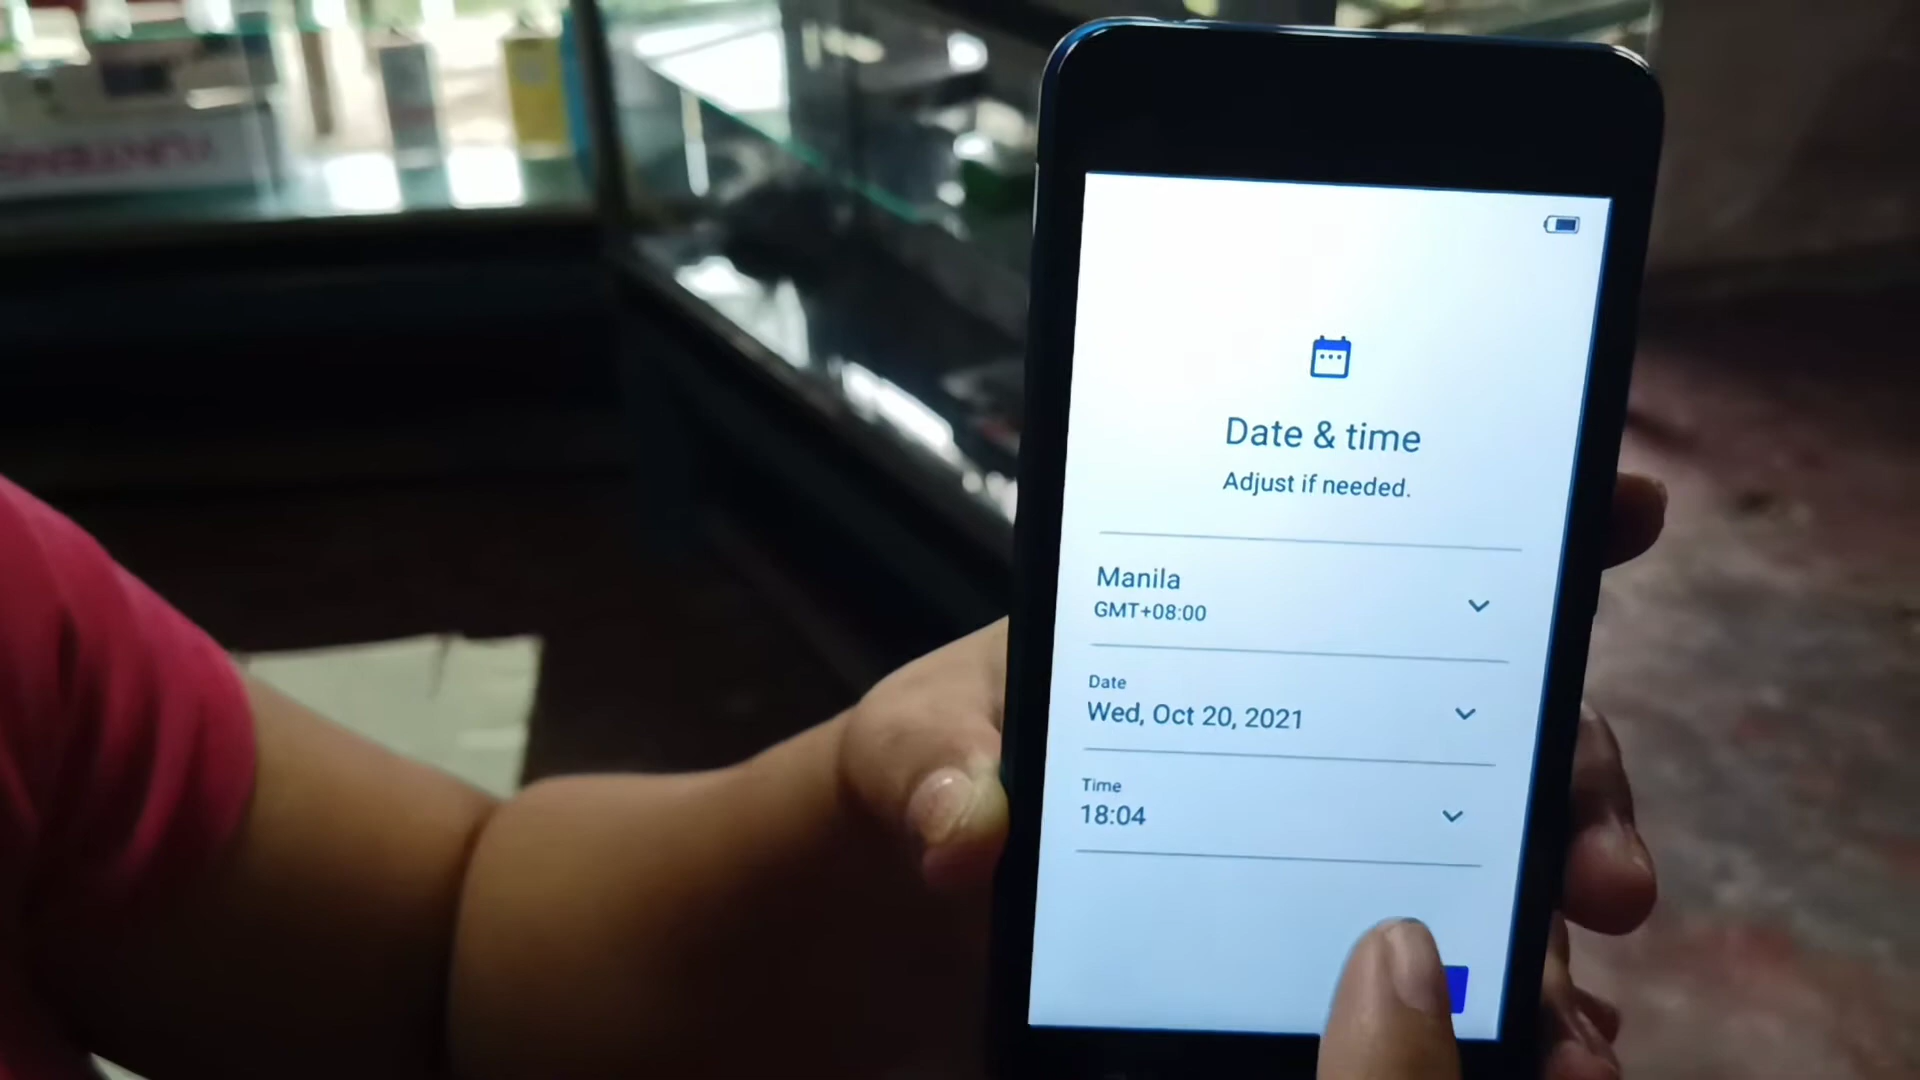 Date & time
Adjust if needed.
Manila
GMT+08:00
Date
Wed, Oct 20, 2021
Time
18:04